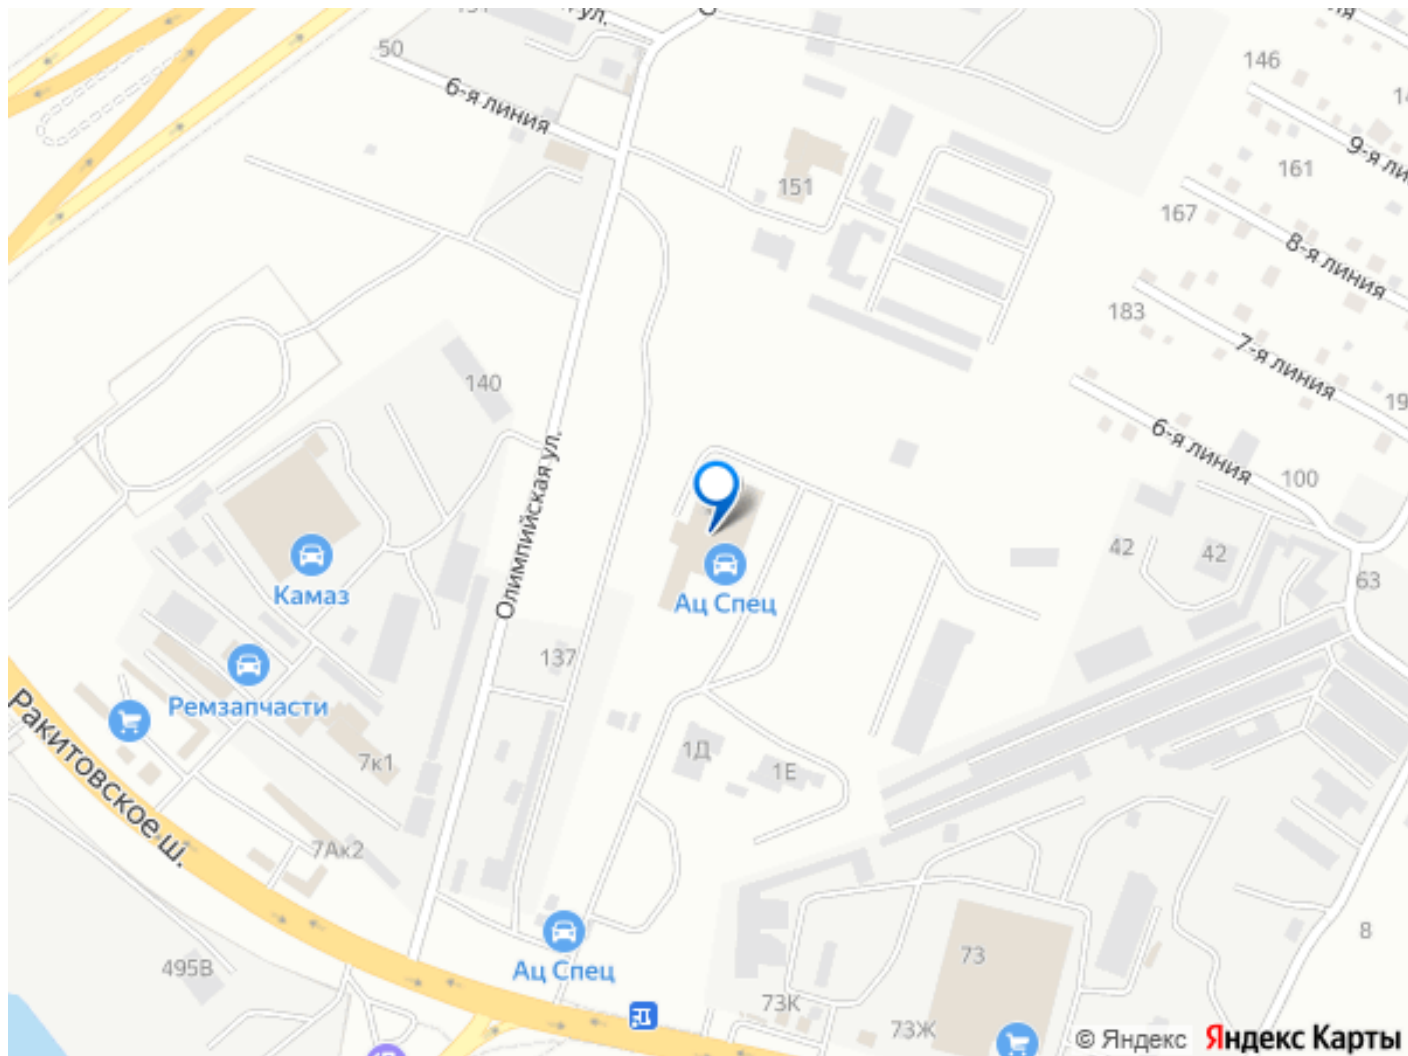 50
6-я линия
ул.
151
146
161
9-я ли
167
8-я линия
183
7-я линия
19
140
6-я линия
100
Олимпийская ул.
Камаз
Ац Спец
42
42
63
137
Ремзапчасти
Ракитовское ш.
7к1
1Д
1Е
7Ак2
495В
Ац Спец
73
73К
73Ж
8
© Яндекс
Яндекс Карты